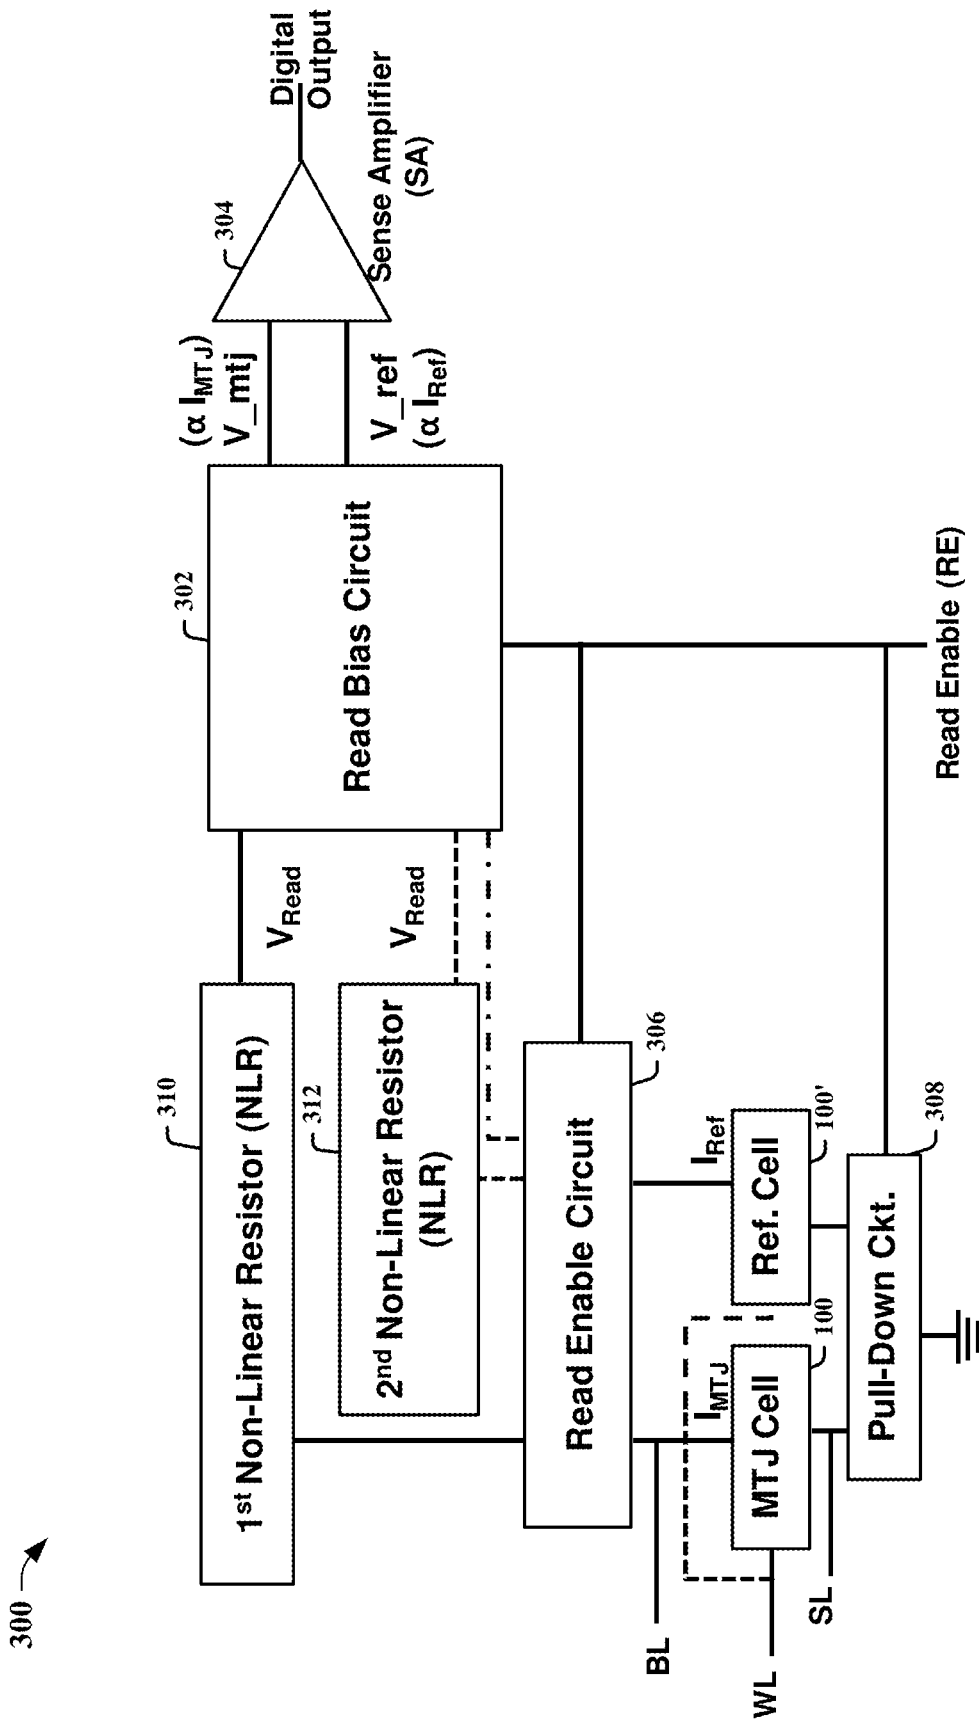 300
310
1st Non-Linear Resistor (NLR)
312
2nd Non-Linear Resistor
(NLR)
VRead
VRead
302
Read Bias Circuit
(α IMTJ)
V_mtj
V_ref
(α IRef)
304
Sense Amplifier
(SA)
Digital
Output
306
Read Enable Circuit
BL
IMTJ
IRef
WL
MTJ Cell
100
Ref. Cell
100'
SL
Pull-Down Ckt.
308
Read Enable (RE)